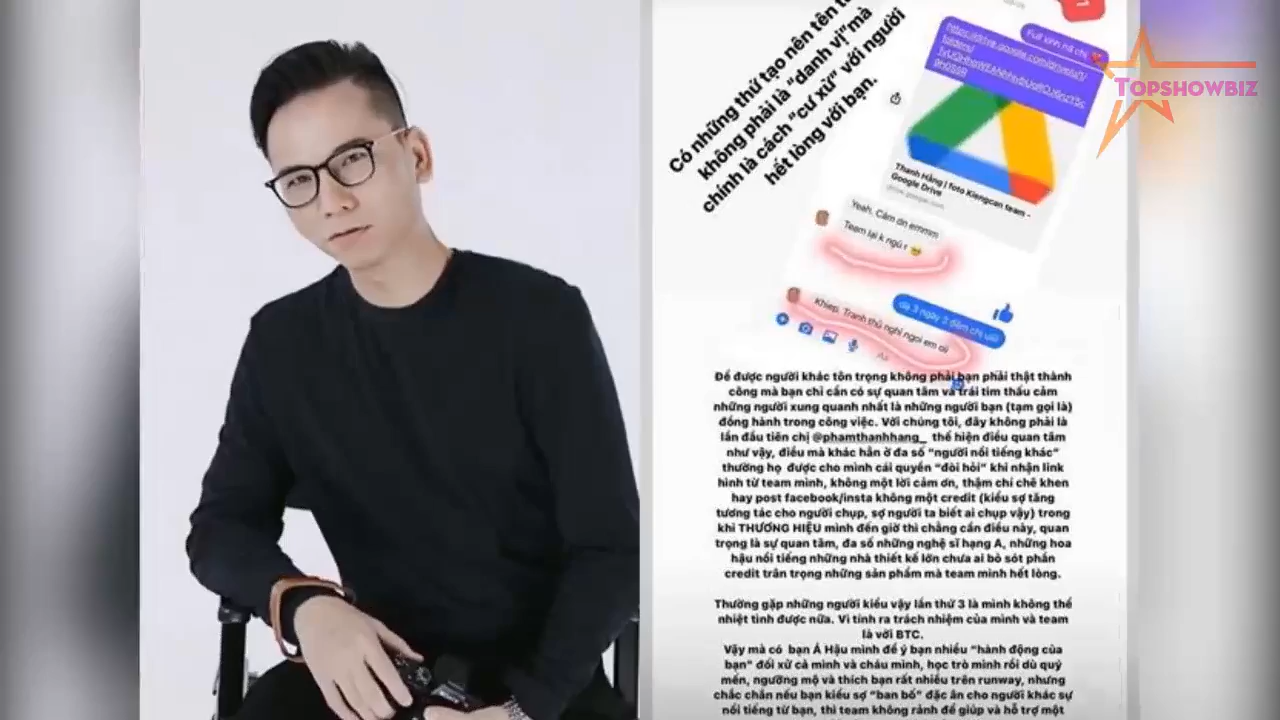 TOPSHOWBIZ
Có những thứ tạo nên tên t
không phải là "danh vị" mà
chính là cách "cư xử" với người
hết lòng với bạn.
Full hình nă chị
https://drive.google.com/drive/u/1/
folders/
Thanh Hằng | foto Kiengcan team -
Google Drive
drive.google.com
Yeah, Cảm ơn emmm
Team lại k ngủ r
dạ 3 ngày 2 đêm chị ưiii
Khiep. Tranh thủ nghỉ ngơi em ơi
Aa
Để được người khác tôn trọng không phải bạn phải thật thành
công mà bạn chỉ cần có sự quan tâm và trái tim thấu cảm
những người xung quanh nhất là những người bạn (tạm gọi là)
đồng hành trong công việc. Với chúng tôi, đây không phải là
lần đầu tiên chị @phamthanhhang_ thể hiện điều quan tâm
như vậy, điều mà khác hẳn ở đa số "người nổi tiếng khác"
thường họ được cho mình cái quyền "đòi hỏi" khi nhận link
hình từ team mình, không một lời cảm ơn, thậm chí chê khen
hay post facebook/insta không một credit (kiểu sợ tăng
tương tác cho người chụp, sợ người ta biết ai chụp vậy) trong
khi THƯƠNG HIỆU mình đến giờ thì chẳng cần điều này, quan
trọng là sự quan tâm, đa số những nghệ sĩ hạng A, những hoa
hậu nổi tiếng những nhà thiết kế lớn chưa ai bỏ sót phần
credit trân trọng những sản phẩm mà team mình hết lòng.
Thường gặp những người kiểu vậy lần thứ 3 là mình không thể
nhiệt tình được nữa. Vì tính ra trách nhiệm của mình và team
là với BTC.
Vậy mà có bạn Á Hậu mình để ý bạn nhiều "hành động của
bạn" đối xử cả mình và cháu mình, học trò mình rồi dù quý
mến, ngưỡng mộ và thích bạn rất nhiều trên runway, nhưng
chắc chắn nếu bạn kiểu sợ "ban bố" đặc ân cho người khác sự
nổi tiếng từ bạn, thì team không rảnh để giúp và hỗ trợ một